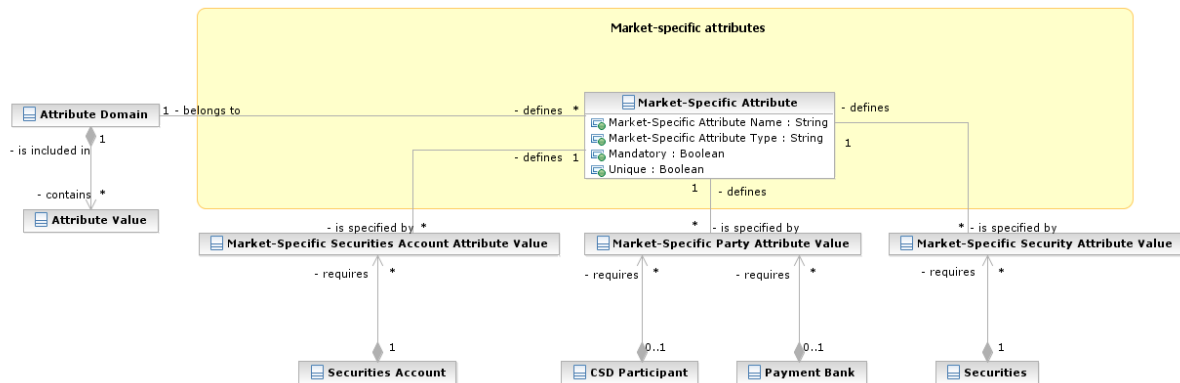 Market-specific attributes
Attribute Domain
1 - belongs to
- defines *
Market-Specific Attribute
Market-Specific Attribute Name : String
Market-Specific Attribute Type : String
Mandatory : Boolean
Unique : Boolean
- defines
1
1
- is included in
- defines 1
1
- defines
- contains *
Attribute Value
- is specified by *
* - is specified by
* - is specified by
Market-Specific Securities Account Attribute Value
Market-Specific Party Attribute Value
Market-Specific Security Attribute Value
- requires *
- requires *
- requires *
- requires *
1
0..1
0..1
1
Securities Account
CSD Participant
Payment Bank
Securities